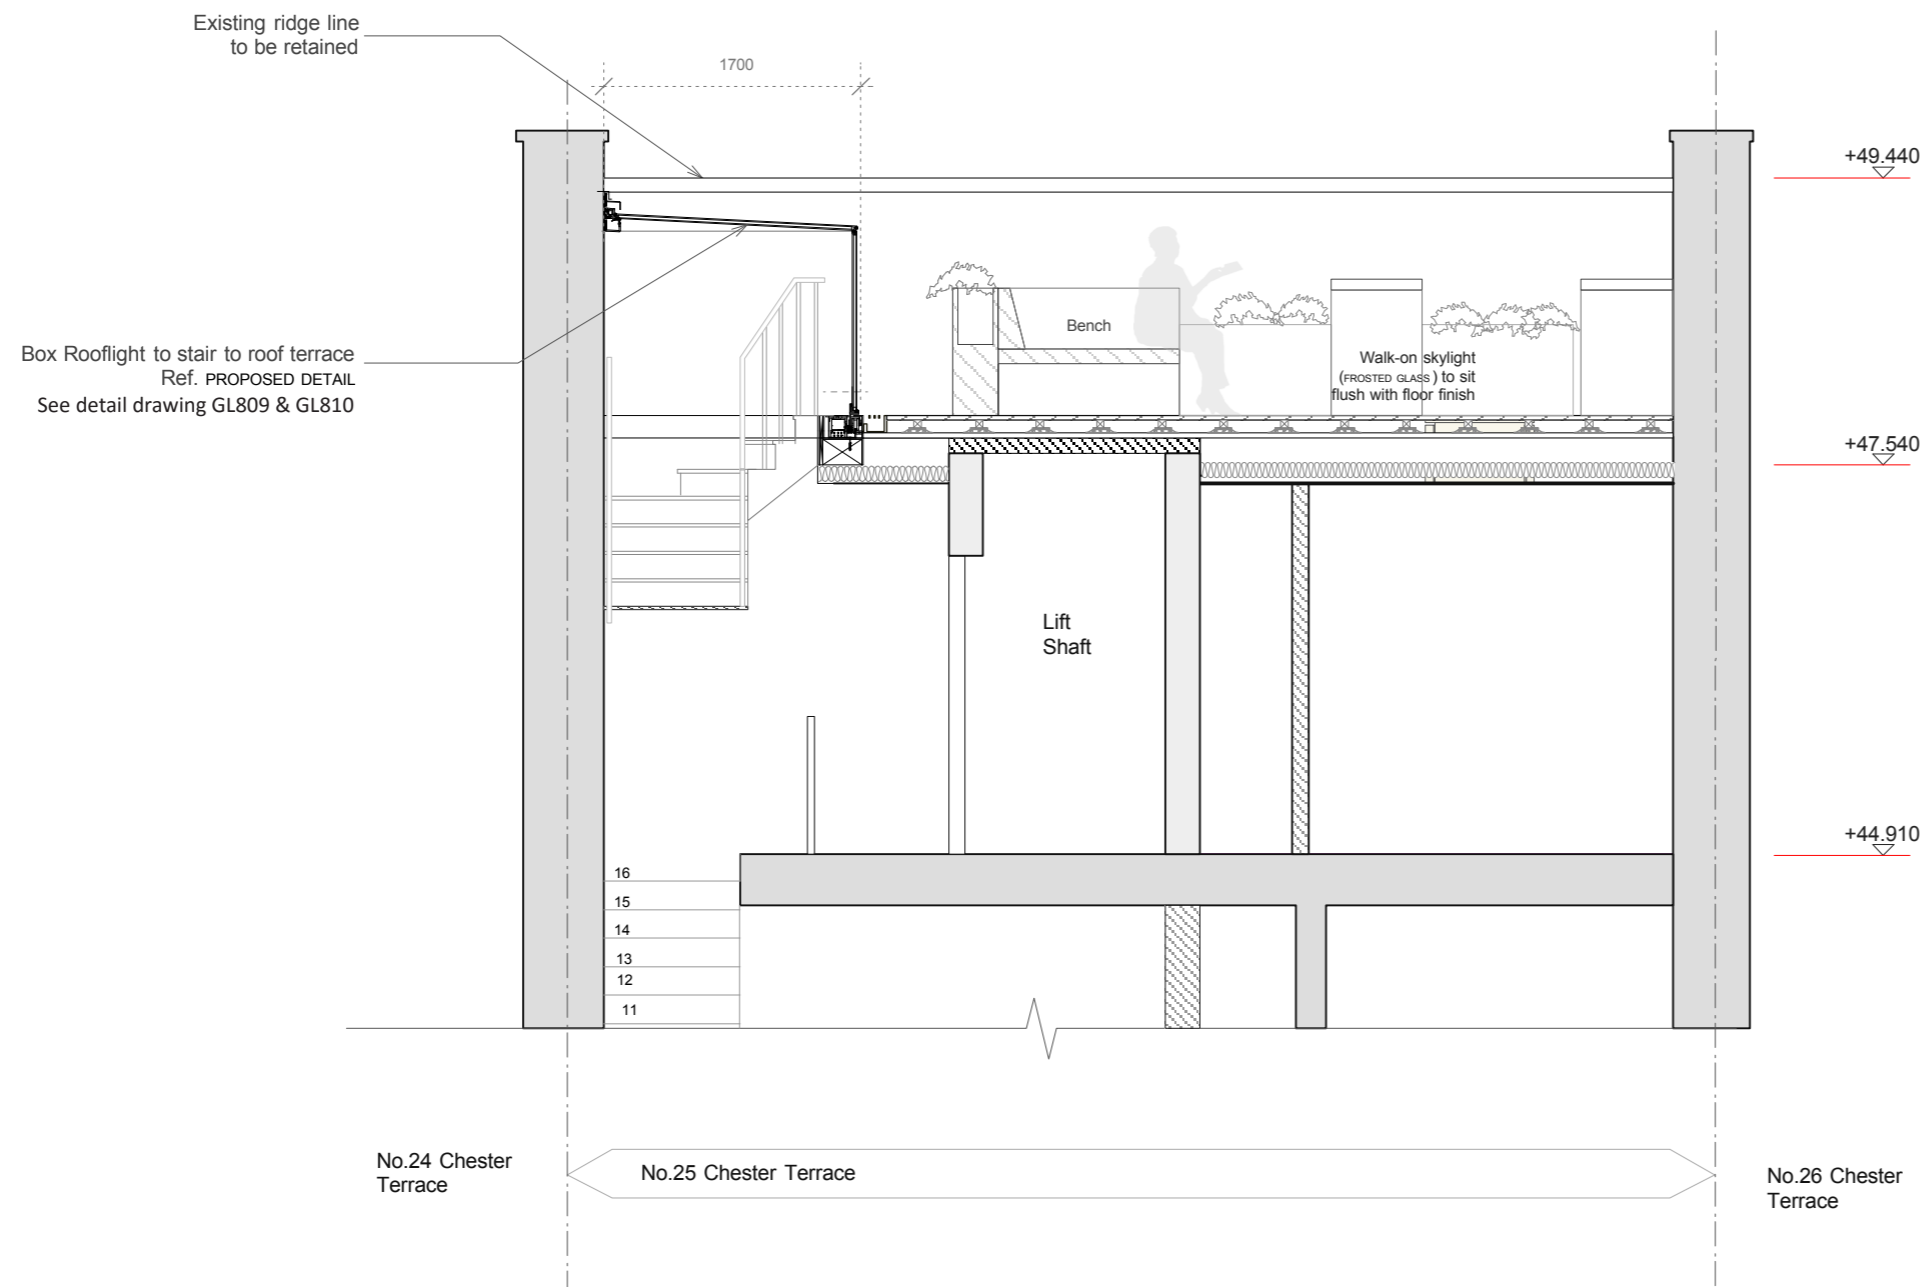 Existing ridge line
to be retained
1700
+49.440
Bench
Box Rooflight to stair to roof terrace
Ref. PROPOSED DETAIL
See detail drawing GL809 & GL810
Walk-on skylight
(FROSTED GLASS) to sit
flush with floor finish
+47.540
Lift
Shaft
+44.910
16
15
14
13
12
11
No.24 Chester
Terrace
No.25 Chester Terrace
No.26 Chester
Terrace